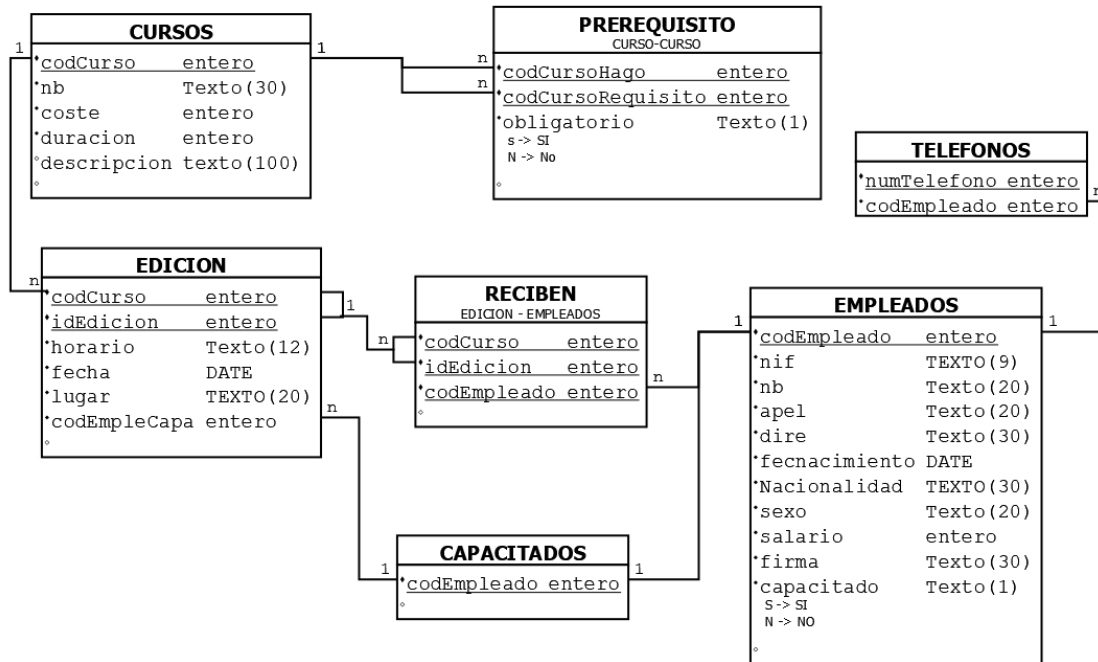 CURSOS
1
1
codCurso entero
nb Texto(30)
coste entero
duracion entero
descripcion texto(100)
PREREQUISITO
CURSO-CURSO
n
codCursoHago entero
n
codCursoRequisito entero
obligatorio Texto(1)
s -> SI
N -> No
TELEFONOS
numTelefono entero
n
codEmpleado entero
EDICION
n
codCurso entero
1
idEdicion entero
horario Texto(12)
fecha DATE
lugar TEXTO(20)
n
codEmpleCapa entero
RECIBEN
EDICION - EMPLEADOS
n
codCurso entero
idEdicion entero
n
codEmpleado entero
EMPLEADOS
1
1
codEmpleado entero
nif TEXTO(9)
nb Texto(20)
apel Texto(20)
dire Texto(30)
fecnacimiento DATE
Nacionalidad TEXTO(30)
sexo Texto(20)
salario entero
firma Texto(30)
capacitado Texto(1)
S -> SI
N -> NO
CAPACITADOS
1
1
codEmpleado entero